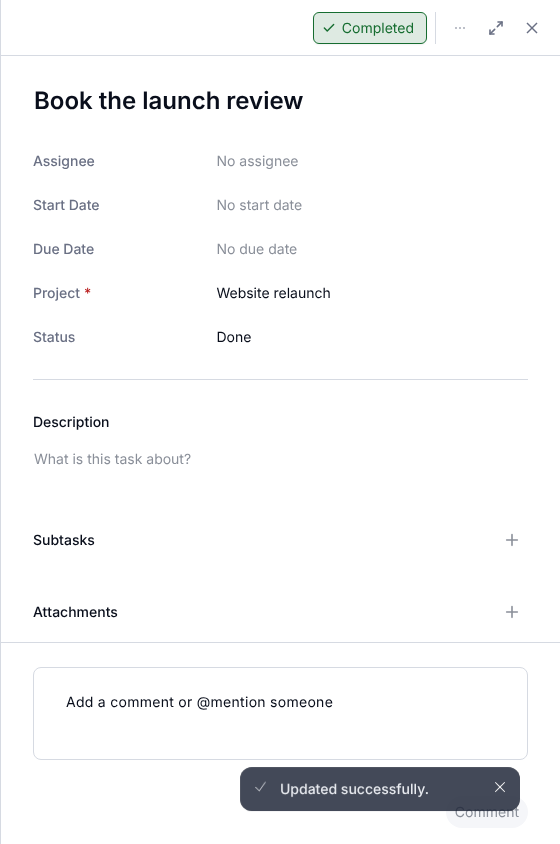 Completed
Book the launch review
Assignee No assignee
Start Date No start date
Due Date No due date
Project * Website relaunch
Status Done
Description
What is this task about?
Subtasks
Attachments
Add a comment or @mention someone
Updated successfully.
Comment